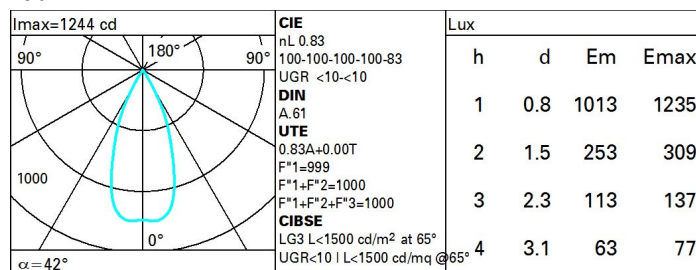 Imax=1244 cd
90° 180° 90°
1000
0°
α=42°
CIE
nL 0.83
100-100-100-100-83
UGR <10-<10
DIN
A.61
UTE
0.83A+0.00T
F"1=999
F"1+F"2=1000
F"1+F"2+F"3=1000
CIBSE
LG3 L<1500 cd/m² at 65°
UGR<10 | L<1500 cd/mq @65°
Lux
h d Em Emax
1 0.8 1013 1235
2 1.5 253 309
3 2.3 113 137
4 3.1 63 77